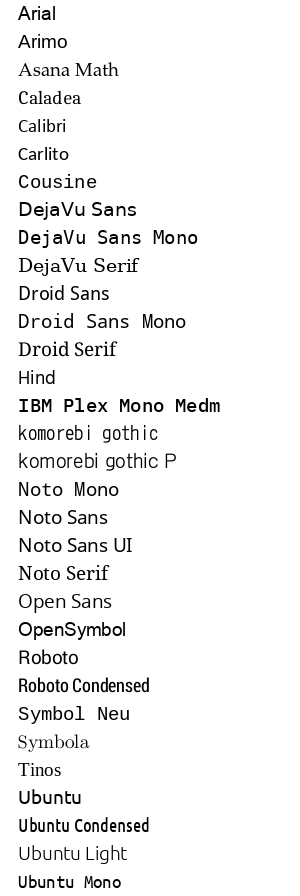 Arial
Arimo
Asana Math
Caladea
Calibri
Carlito
Cousine
DejaVu Sans
DejaVu Sans Mono
DejaVu Serif
Droid Sans
Droid Sans Mono
Droid Serif
Hind
IBM Plex Mono Medm
komorebi gothic
komorebi gothic P
Noto Mono
Noto Sans
Noto Sans UI
Noto Serif
Open Sans
OpenSymbol
Roboto
Roboto Condensed
Symbol Neu
Symbola
Tinos
Ubuntu
Ubuntu Condensed
Ubuntu Light
Ubuntu Mono